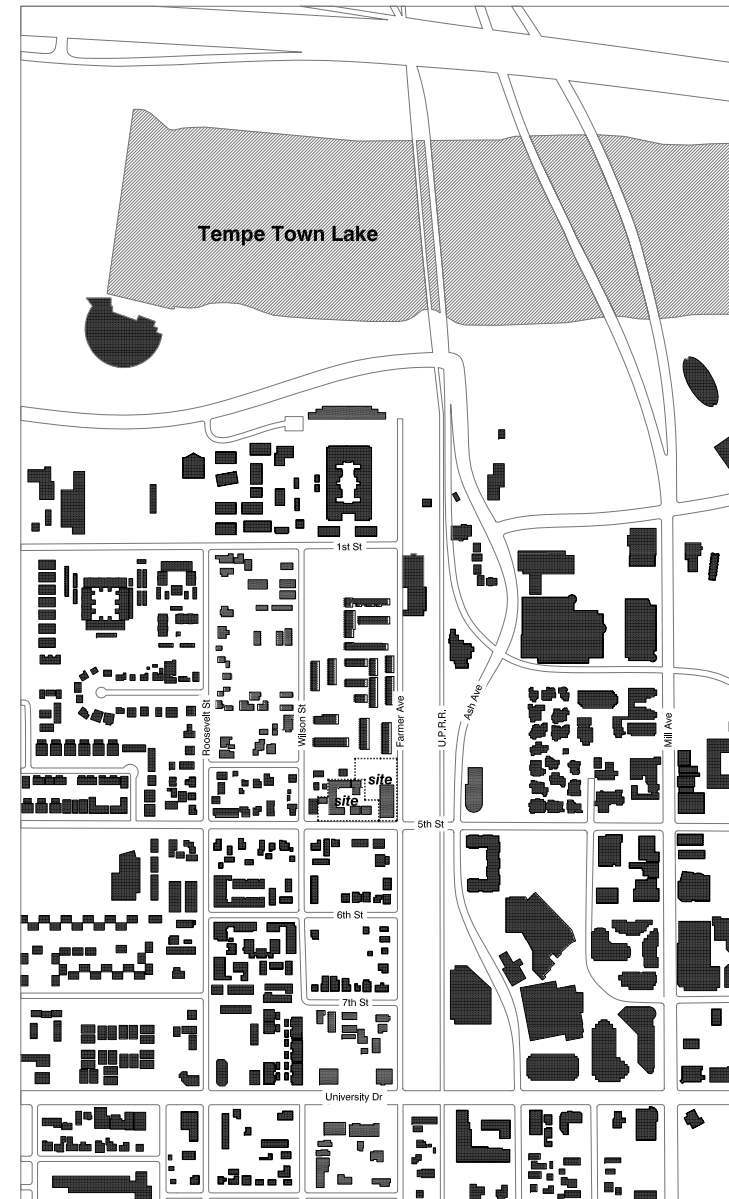 Tempe Town Lake
1st St
Roosevelt St
Wilson St
Farmer Ave
U.P.R.R.
Ash Ave
Mill Ave
site
site
5th St
6th St
7th St
University Dr